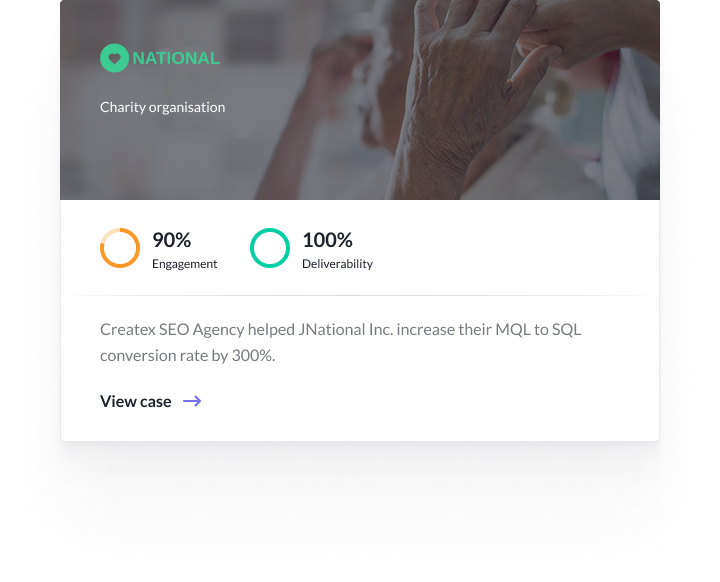 NATIONAL
Charity organisation
90%
Engagement
100%
Deliverability
Createx SEO Agency helped JNational Inc. increase their MQL to SQL
conversion rate by 300%.
View case